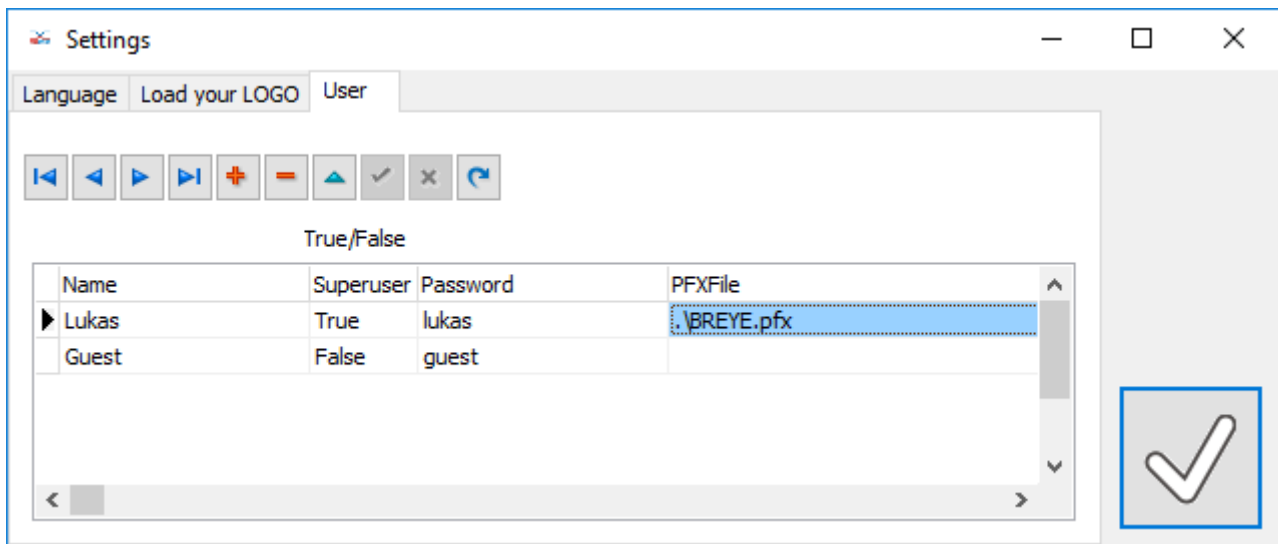 Settings
Language Load your LOGO User
True/False
Name Superuser Password PFXFile
Lukas True lukas .\BREYE.pfx
Guest False guest